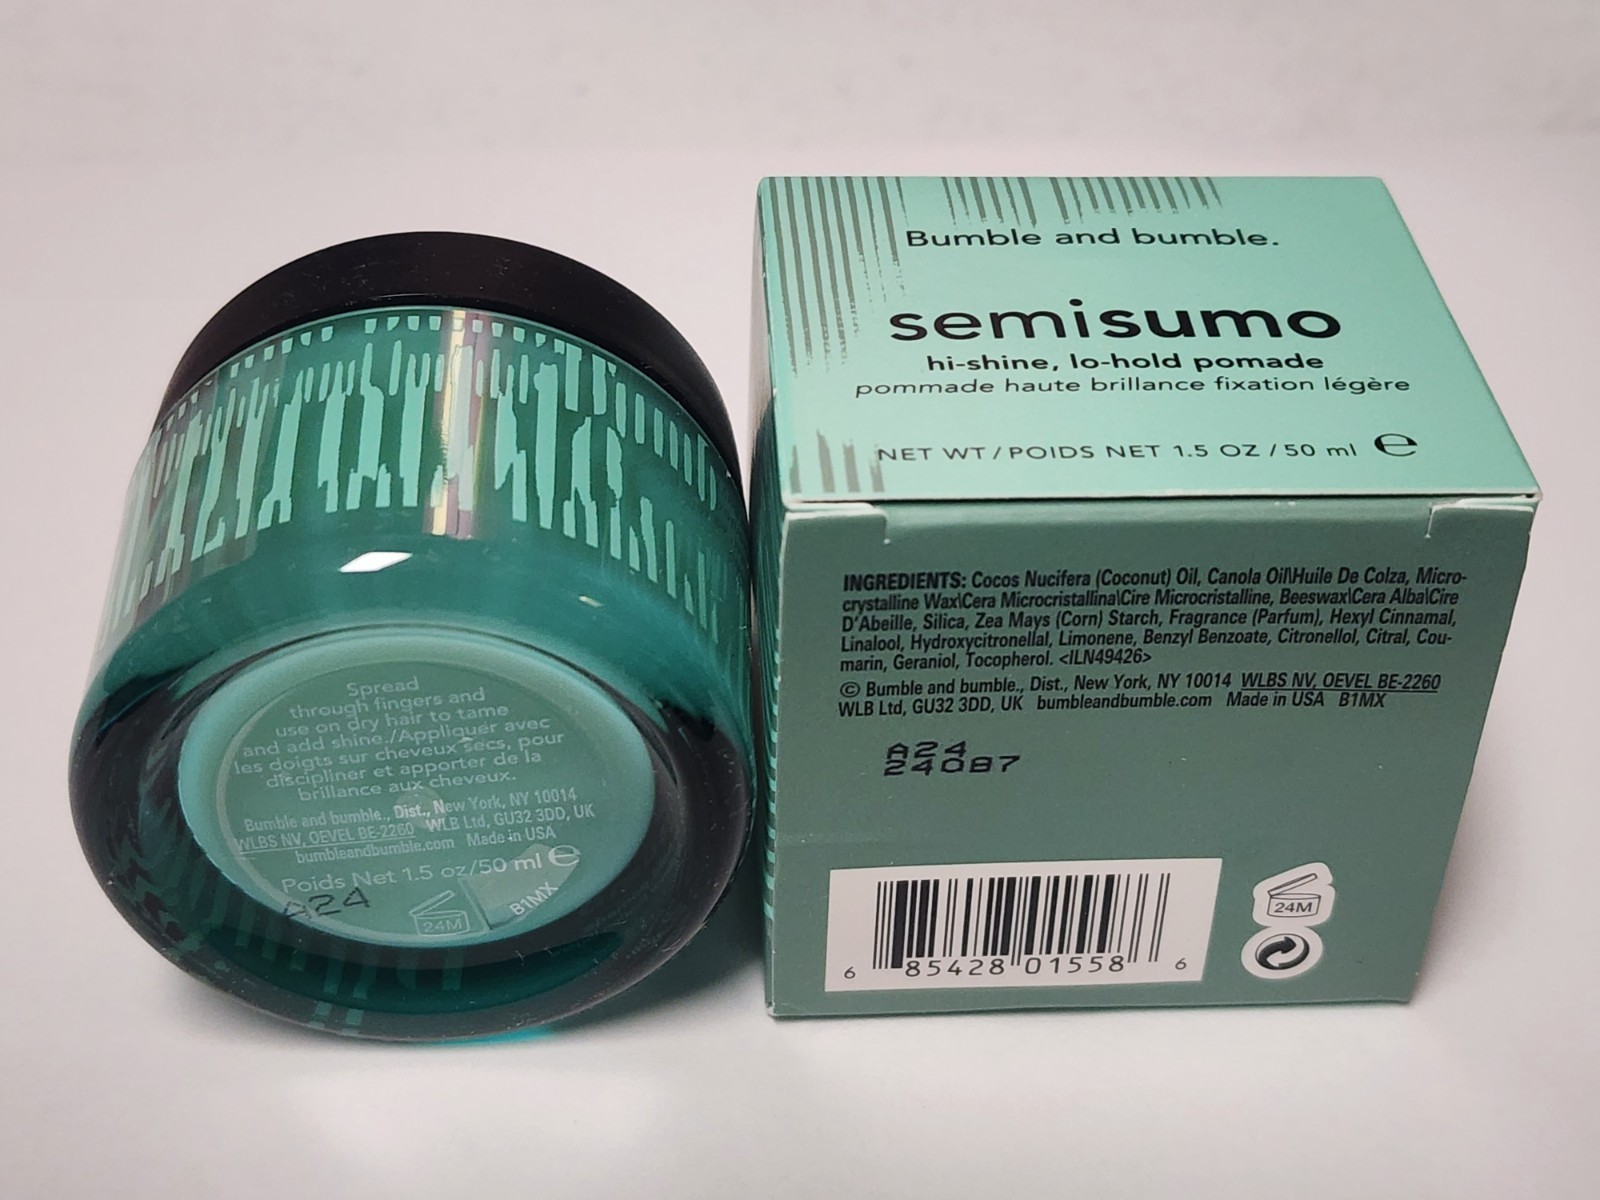 Spread
through fingers and
use on dry hair to tame
and add shine./Appliquer avec
les doigts sur cheveux secs, pour
discipliner et apporter de la
brillance aux cheveux.
Bumble and bumble., Dist., New York, NY 10014
WLBS NV, OEVEL BE-2260 WLB Ltd, GU32 3DD, UK
bumbleandbumble.com Made in USA
Poids Net 1.5 oz/50 ml ℮
A24
24M
B1MX
Bumble and bumble.
semisumo
hi-shine, lo-hold pomade
pommade haute brillance fixation légère
NET WT/POIDS NET 1.5 OZ / 50 ml ℮
INGREDIENTS: Cocos Nucifera (Coconut) Oil, Canola Oil\Huile De Colza, Micro-
crystalline Wax\Cera Microcristallina\Cire Microcristalline, Beeswax\Cera Alba\Cire
D'Abeille, Silica, Zea Mays (Corn) Starch, Fragrance (Parfum), Hexyl Cinnamal,
Linalool, Hydroxycitronellal, Limonene, Benzyl Benzoate, Citronellol, Citral, Cou-
marin, Geraniol, Tocopherol. <ILN49426>
© Bumble and bumble., Dist., New York, NY 10014 WLBS NV, OEVEL BE-2260
WLB Ltd, GU32 3DD, UK bumbleandbumble.com Made in USA B1MX
A24
24087
6 85428 01558 6
24M